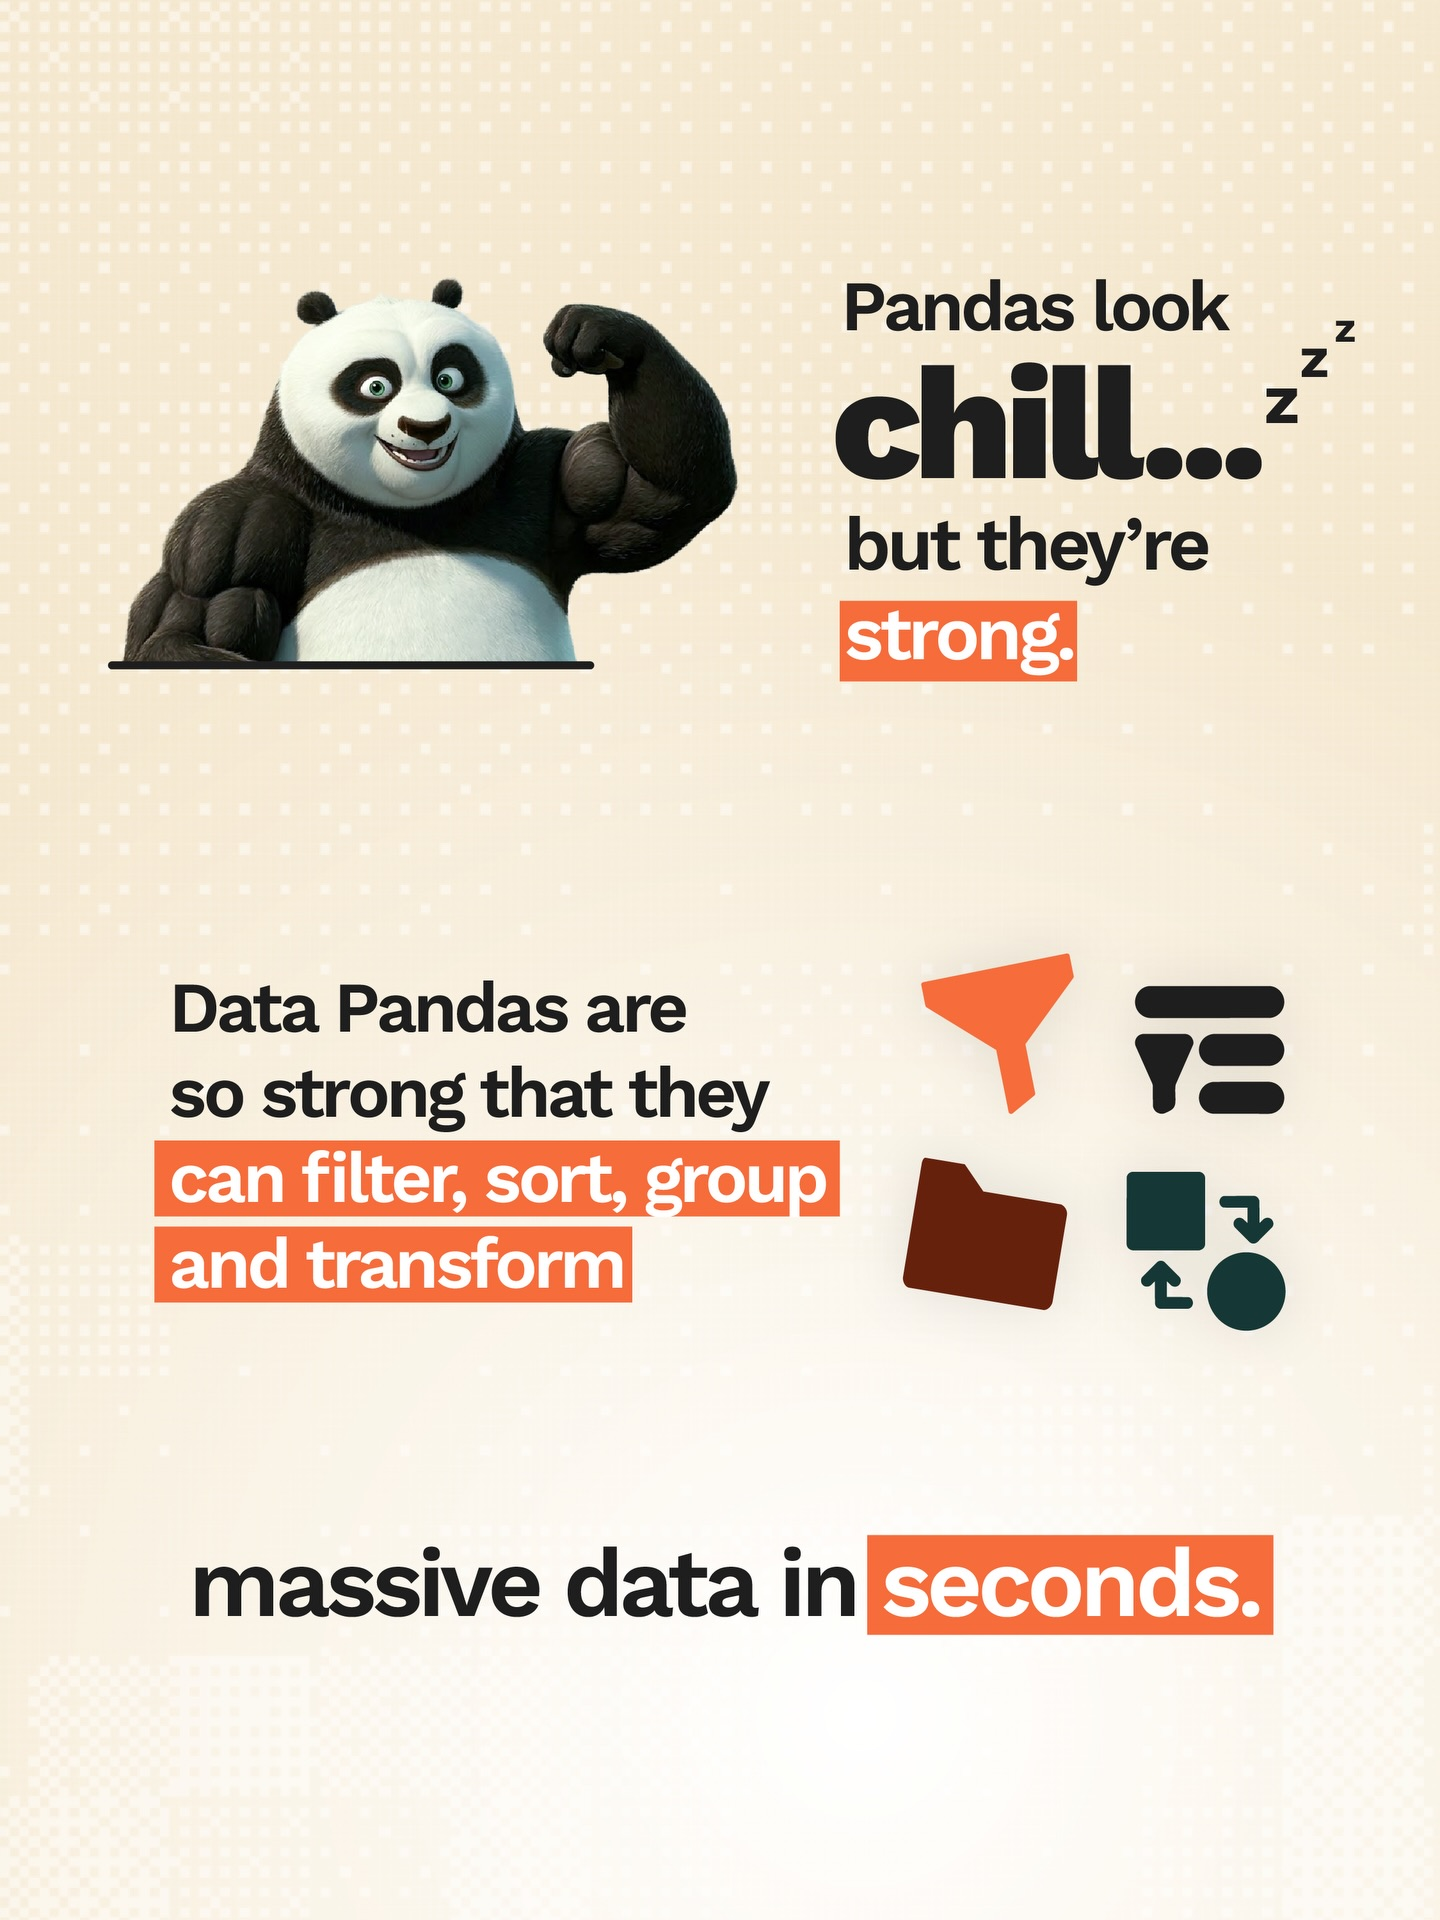 Pandas look
chill...zzz
but they’re
strong.
Data Pandas are
so strong that they
can filter, sort, group
and transform
massive data in seconds.